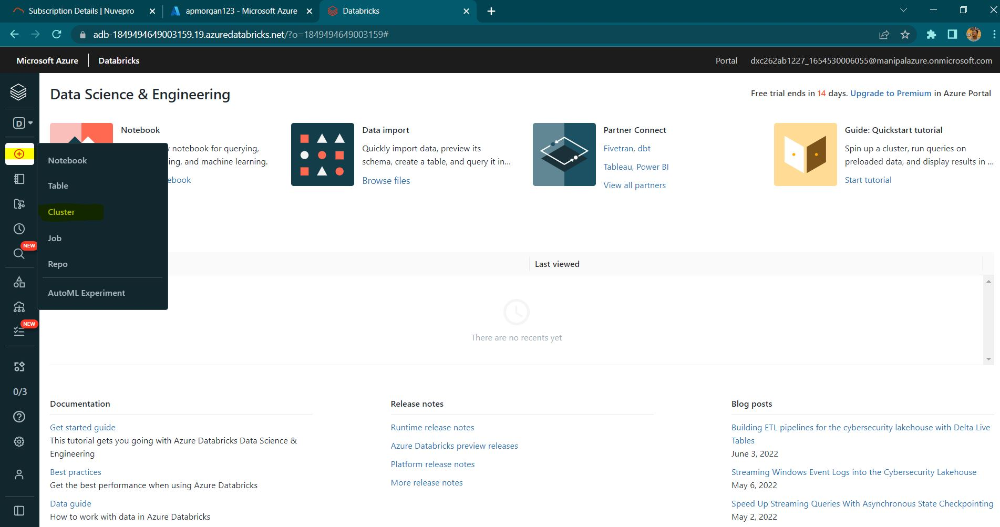 Subscription Details | Nuvepro
apmorgan123 - Microsoft Azure
Databricks
adb-1849494649003159.19.azuredatabricks.net/?o=1849494649003159#
Microsoft Azure
Databricks
Portal
dxc262ab1227_1654530006055@manipalazure.onmicrosoft.com
Data Science & Engineering
Free trial ends in 14 days. Upgrade to Premium in Azure Portal
D
Notebook
notebook for querying,
ing, and machine learning.
ebook
Data import
Quickly import data, preview its
schema, create a table, and query it in...
Browse files
Partner Connect
Fivetran, dbt
Tableau, Power BI
View all partners
Guide: Quickstart tutorial
Spin up a cluster, run queries on
preloaded data, and display results in ...
Start tutorial
Notebook
Table
Cluster
Job
Repo
AutoML Experiment
NEW
NEW
0/3
Last viewed
There are no recents yet
Documentation
Get started guide
This tutorial gets you going with Azure Databricks Data Science &
Engineering
Best practices
Get the best performance when using Azure Databricks
Data guide
How to work with data in Azure Databricks
Release notes
Runtime release notes
Azure Databricks preview releases
Platform release notes
More release notes
Blog posts
Building ETL pipelines for the cybersecurity lakehouse with Delta Live
Tables
June 3, 2022
Streaming Windows Event Logs into the Cybersecurity Lakehouse
May 6, 2022
Speed Up Streaming Queries With Asynchronous State Checkpointing
May 2, 2022